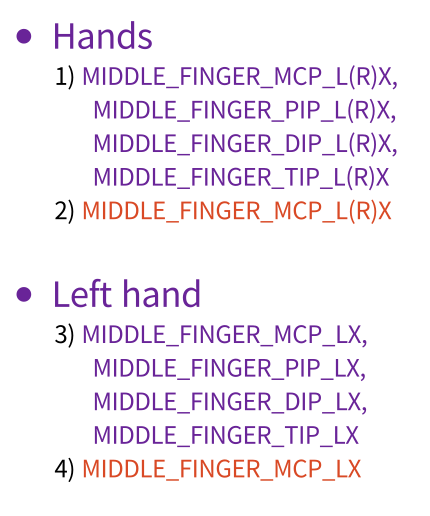 • Hands
1) MIDDLE_FINGER_MCP_L(R)X,
MIDDLE_FINGER_PIP_L(R)X,
MIDDLE_FINGER_DIP_L(R)X,
MIDDLE_FINGER_TIP_L(R)X
2) MIDDLE_FINGER_MCP_L(R)X
• Left hand
3) MIDDLE_FINGER_MCP_LX,
MIDDLE_FINGER_PIP_LX,
MIDDLE_FINGER_DIP_LX,
MIDDLE_FINGER_TIP_LX
4) MIDDLE_FINGER_MCP_LX